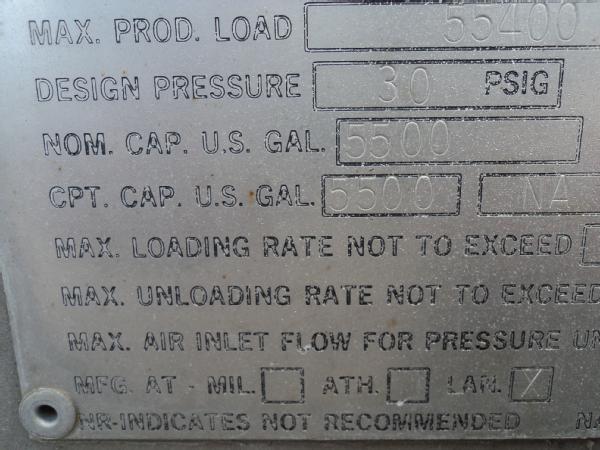 MAX. PROD. LOAD 55400
DESIGN PRESSURE 30 PSIG
NOM. CAP. U.S. GAL. 5500
CPT. CAP. U.S. GAL. 5500 NA
MAX. LOADING RATE NOT TO EXCEED
MAX. UNLOADING RATE NOT TO EXCEED
MAX. AIR INLET FLOW FOR PRESSURE UN
MFG. AT - MIL. ATH. LAN. X
NR-INDICATES NOT RECOMMENDED NA